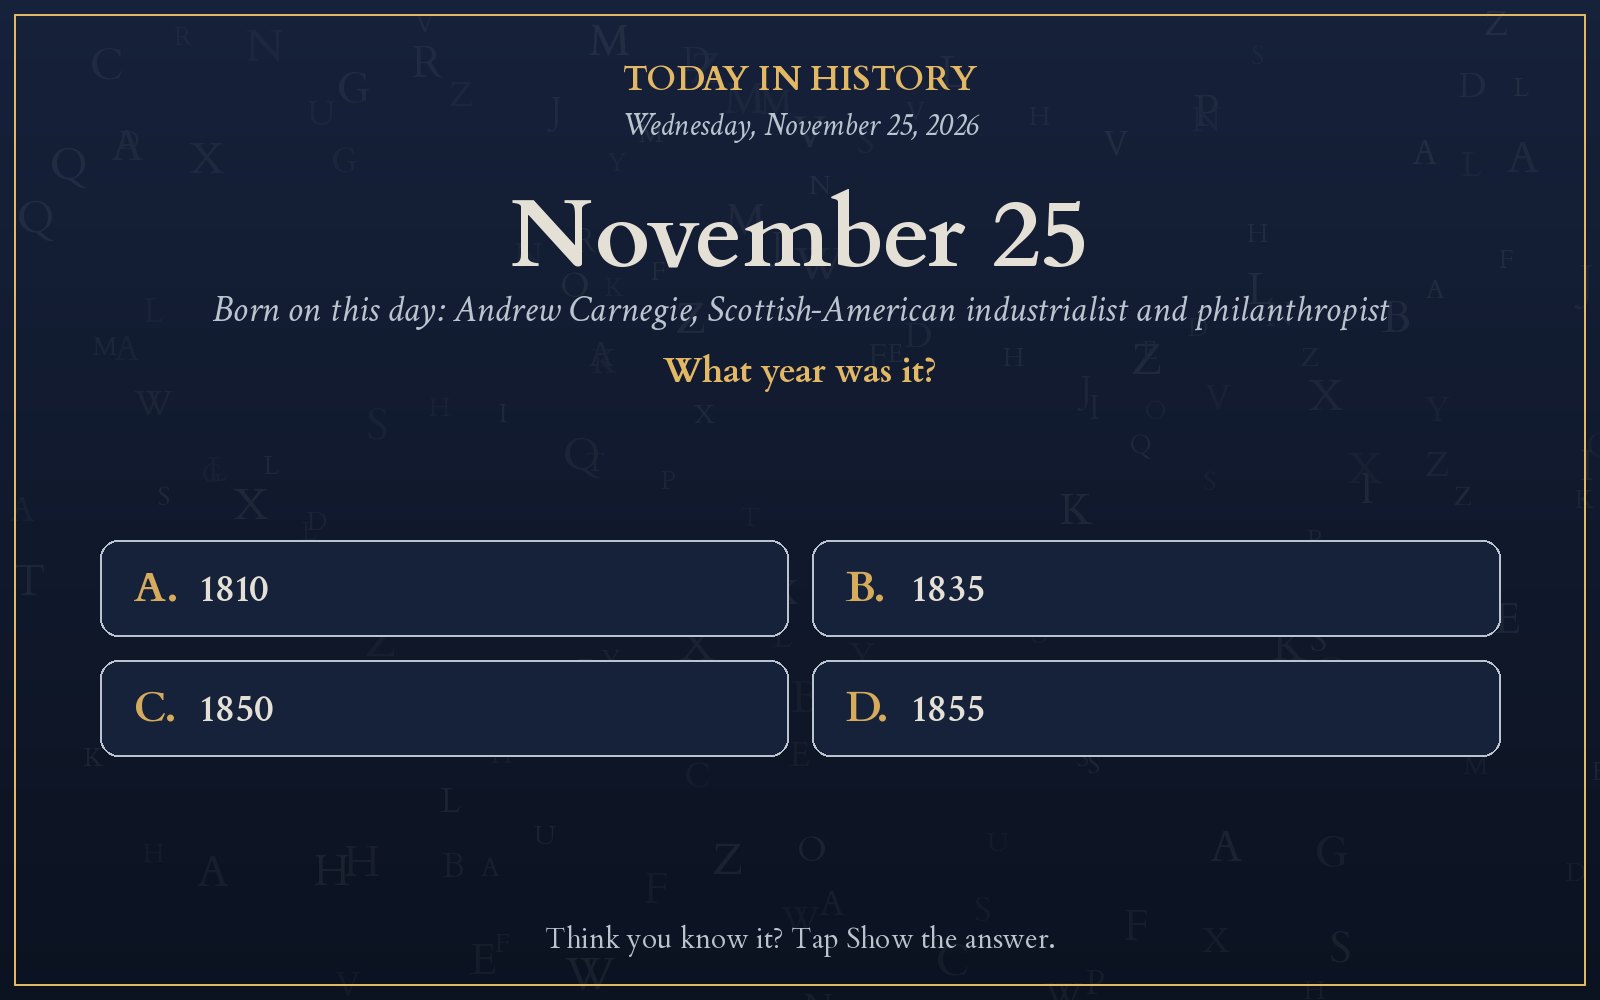 TODAY IN HISTORY
Wednesday, November 25, 2026
November 25
Born on this day: Andrew Carnegie, Scottish-American industrialist and philanthropist
What year was it?
A. 1810
B. 1835
C. 1850
D. 1855
Think you know it? Tap Show the answer.